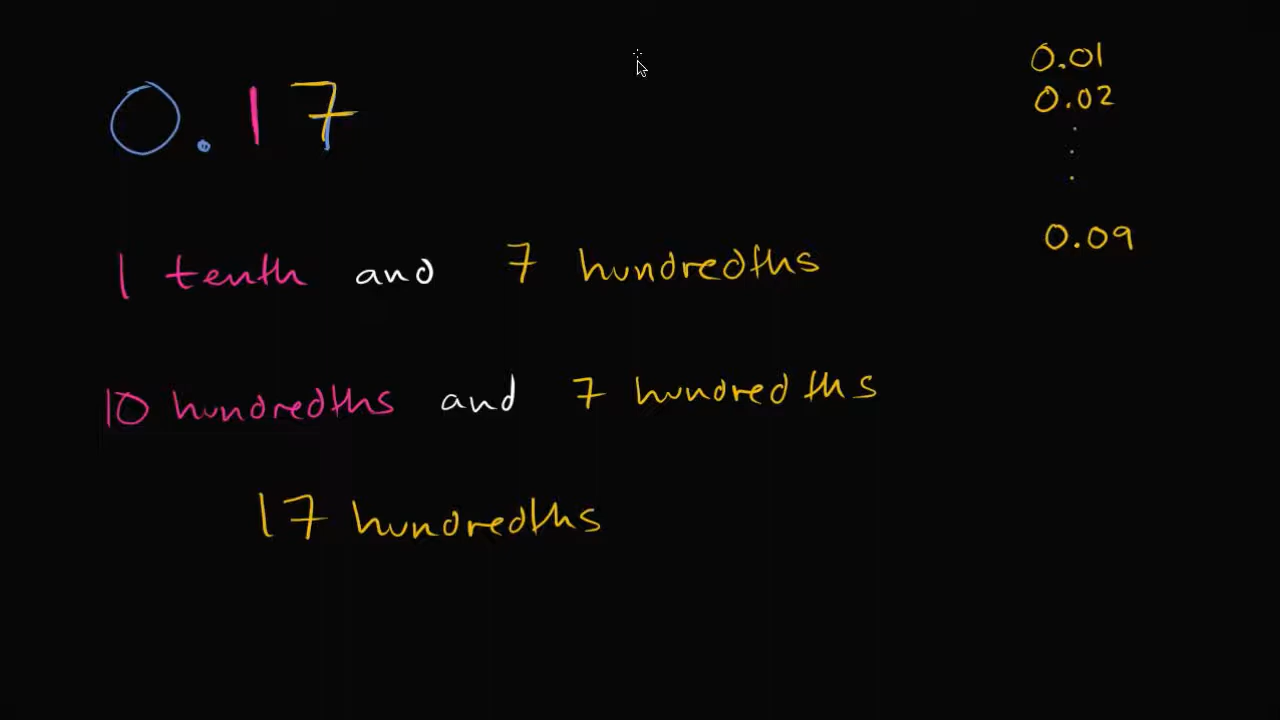 0.17
1 tenth and 7 hundredths
10 hundredths and 7 hundredths
17 hundredths
0.01
0.02
.
.
.
0.09